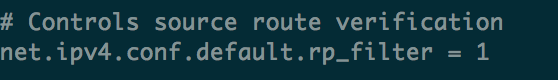 # Controls source route verification
net.ipv4.conf.default.rp_filter = 1